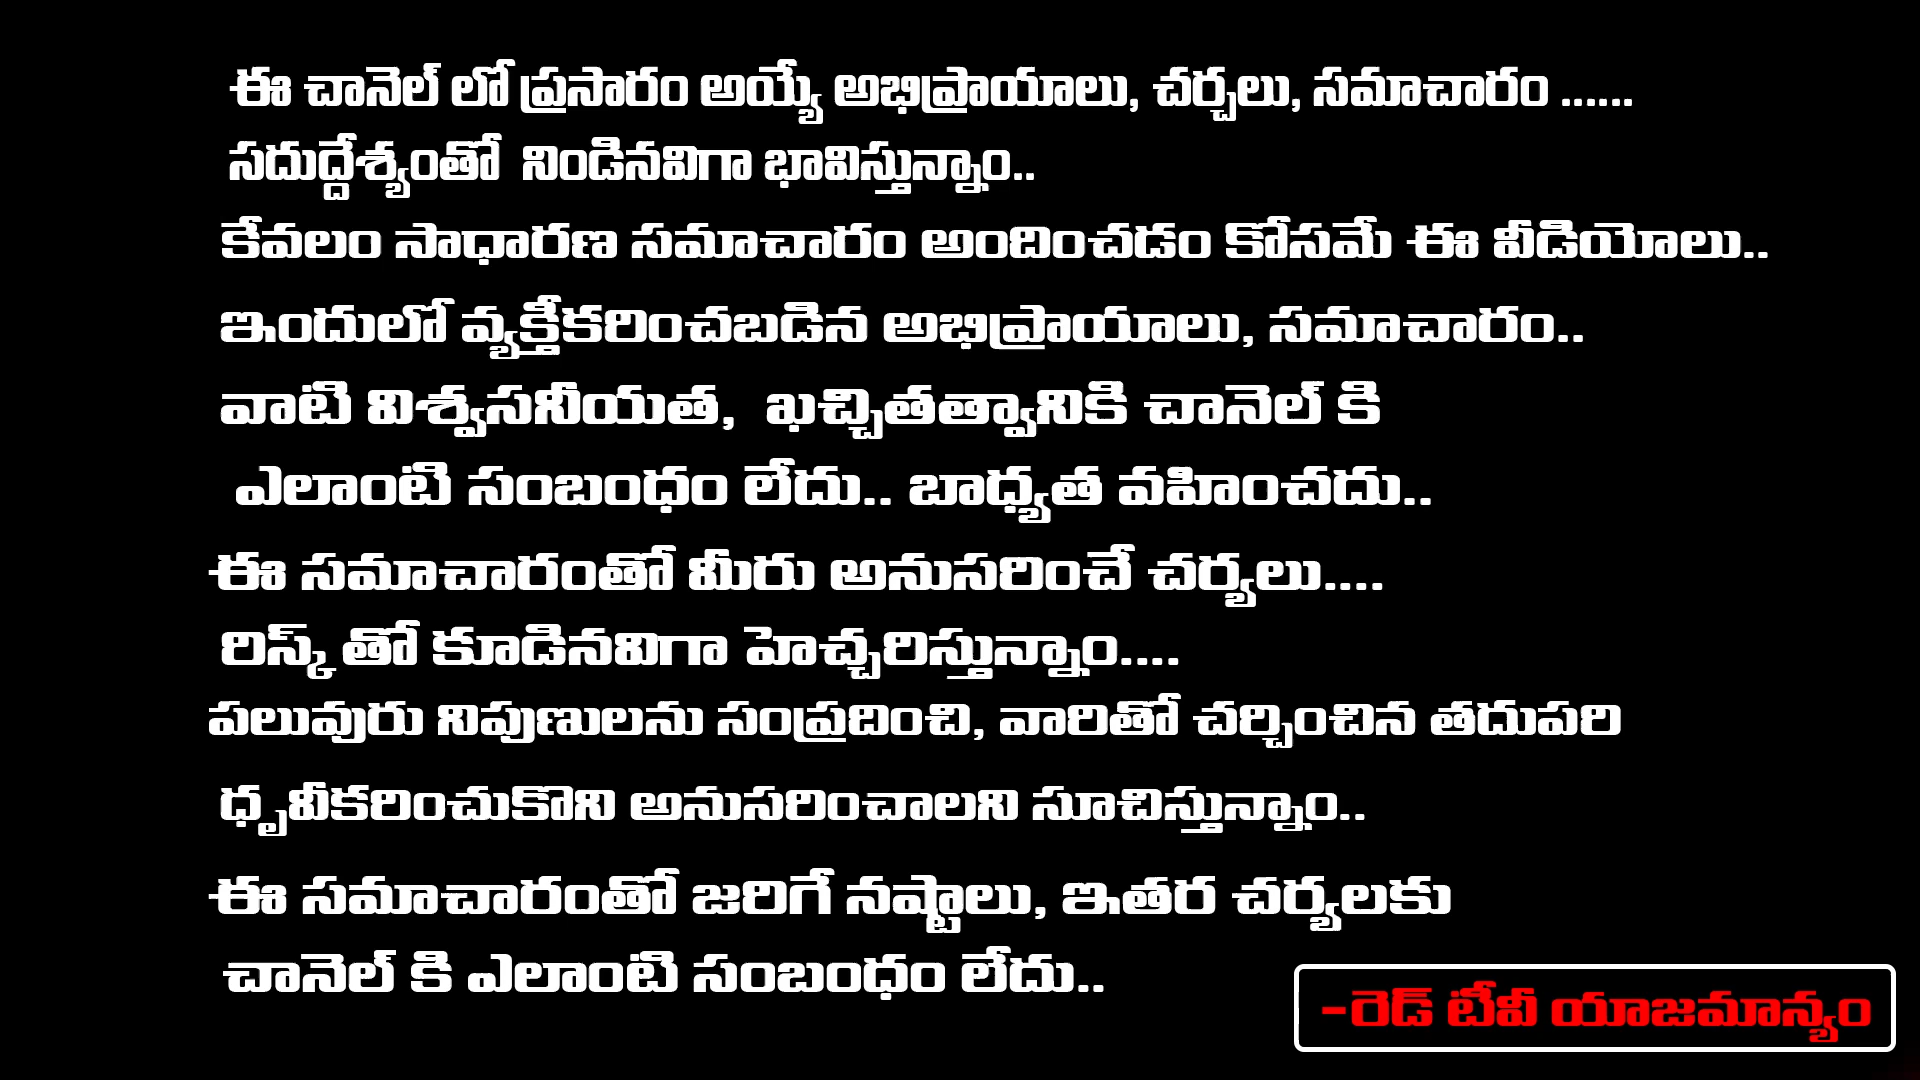 ఈ చానెల్ లో ప్రసారం అయ్యే అభిప్రాయాలు, చర్చలు, సమాచారం ......
సదుద్దేశ్యంతో నిండినవిగా భావిస్తున్నాం..
కేవలం సాధారణ సమాచారం అందించడం కోసమే ఈ వీడియోలు..
ఇందులో వ్యక్తీకరించబడిన అభిప్రాయాలు, సమాచారం..
వాటి విశ్వసనీయత, ఖచ్చితత్వానికి చానెల్ కి
ఎలాంటి సంబంధం లేదు.. బాధ్యత వహించదు..
ఈ సమాచారంతో మీరు అనుసరించే చర్యలు....
రిస్క్ తో కూడినవిగా హెచ్చరిస్తున్నాం....
పలువురు నిపుణులను సంప్రదించి, వారితో చర్చించిన తదుపరి
ధృవీకరించుకొని అనుసరించాలని సూచిస్తున్నాం..
ఈ సమాచారంతో జరిగే నష్టాలు, ఇతర చర్యలకు
చానెల్ కి ఎలాంటి సంబంధం లేదు..
-రెడ్ టీవీ యాజమాన్యం